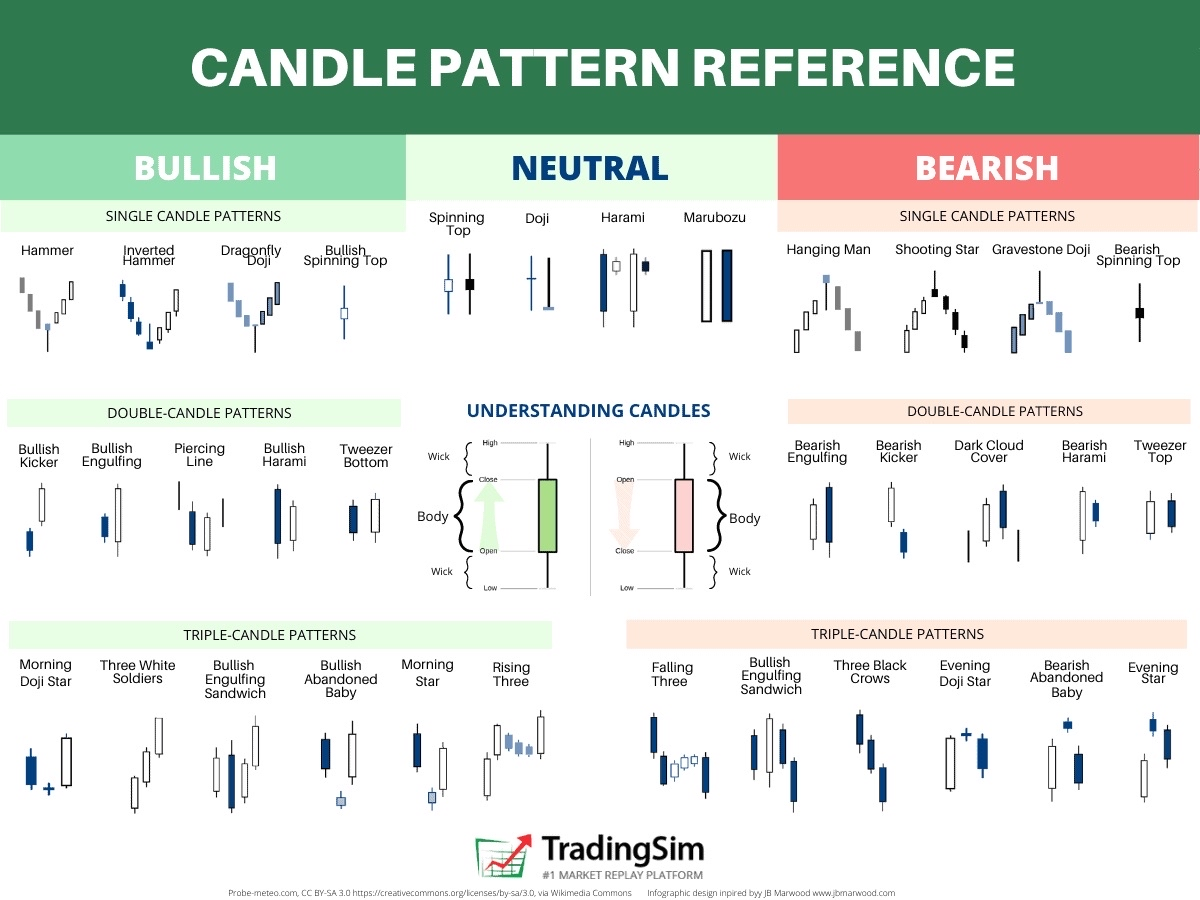 CANDLE PATTERN REFERENCE
BULLISH
NEUTRAL
BEARISH
SINGLE CANDLE PATTERNS
Hammer
Inverted
Hammer
Dragonfly
Doji
Bullish
Spinning Top
Spinning
Top
Doji
Harami
Marubozu
SINGLE CANDLE PATTERNS
Hanging Man
Shooting Star
Gravestone Doji
Bearish
Spinning Top
DOUBLE-CANDLE PATTERNS
Bullish
Kicker
Bullish
Engulfing
Piercing
Line
Bullish
Harami
Tweezer
Bottom
UNDERSTANDING CANDLES
High
Wick
Close
Body
Open
Wick
Low
High
Wick
Open
Body
Close
Wick
Low
DOUBLE-CANDLE PATTERNS
Bearish
Engulfing
Bearish
Kicker
Dark Cloud
Cover
Bearish
Harami
Tweezer
Top
TRIPLE-CANDLE PATTERNS
Morning
Doji Star
Three White
Soldiers
Bullish
Engulfing
Sandwich
Bullish
Abandoned
Baby
Morning
Star
Rising
Three
TRIPLE-CANDLE PATTERNS
Falling
Three
Bullish
Engulfing
Sandwich
Three Black
Crows
Evening
Doji Star
Bearish
Abandoned
Baby
Evening
Star
TradingSim
#1 MARKET REPLAY PLATFORM
Probe-meteo.com, CC BY-SA 3.0 https://creativecommons.org/licenses/by-sa/3.0, via Wikimedia Commons Infographic design inpired byy JB Marwood www.jbmarwood.com